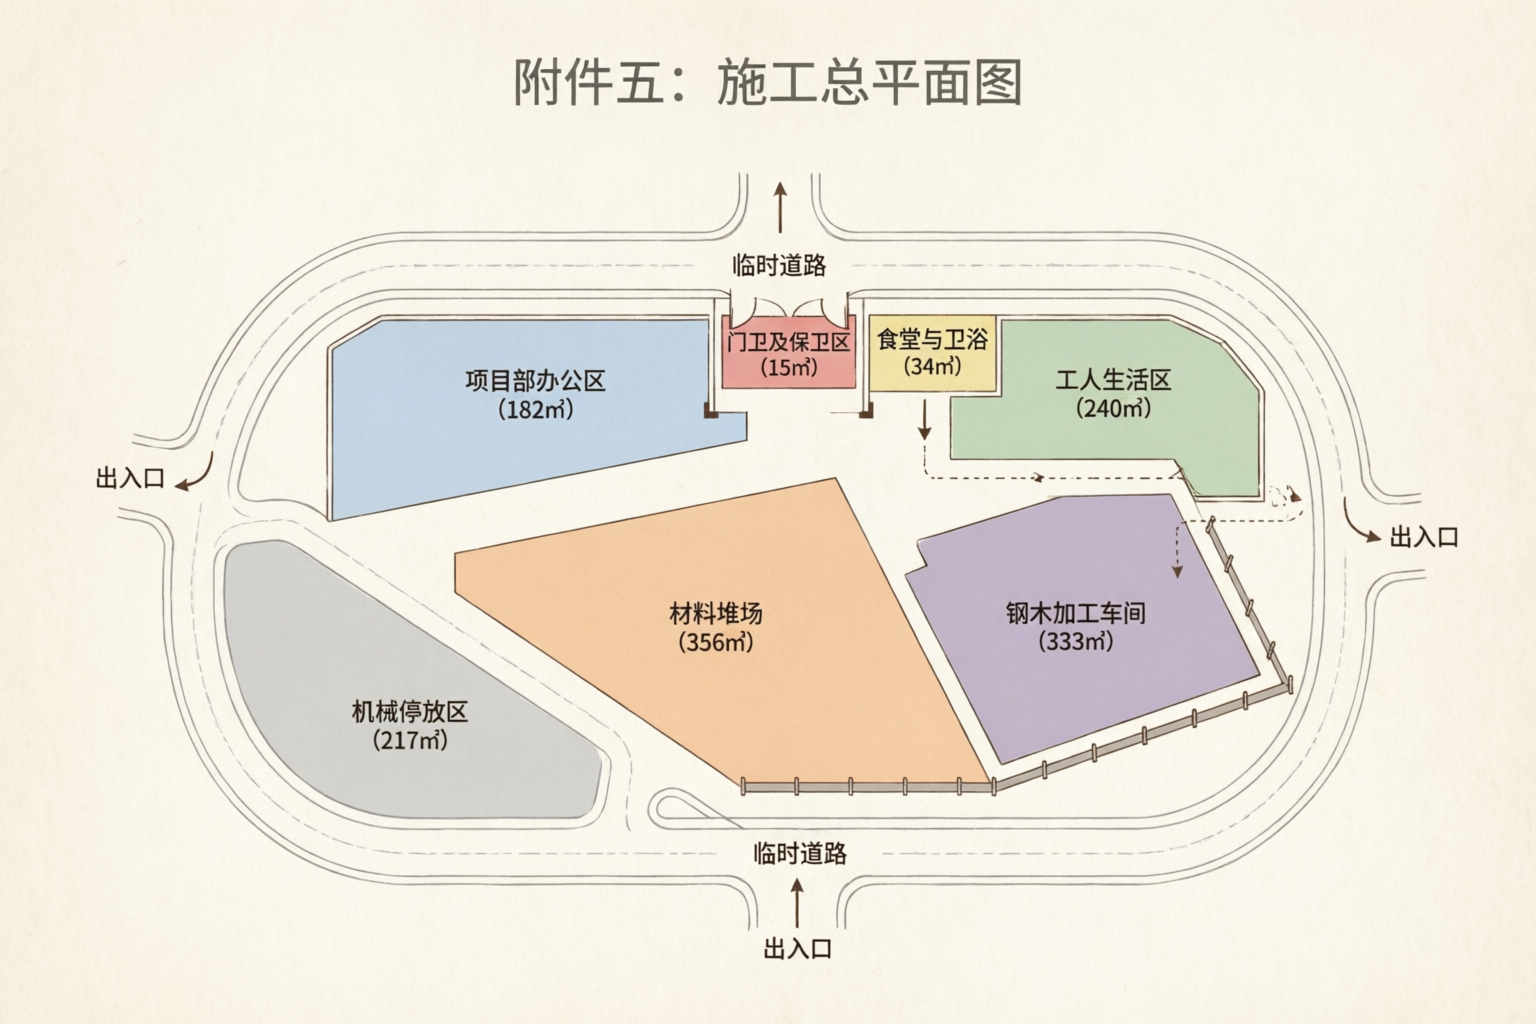 附件五：施工总平面图
临时道路
门卫及保卫区
（15㎡）
食堂与卫浴
（34㎡）
项目部办公区
（182㎡）
工人生活区
（240㎡）
出入口
出入口
材料堆场
（356㎡）
钢木加工车间
（333㎡）
机械停放区
（217㎡）
临时道路
出入口